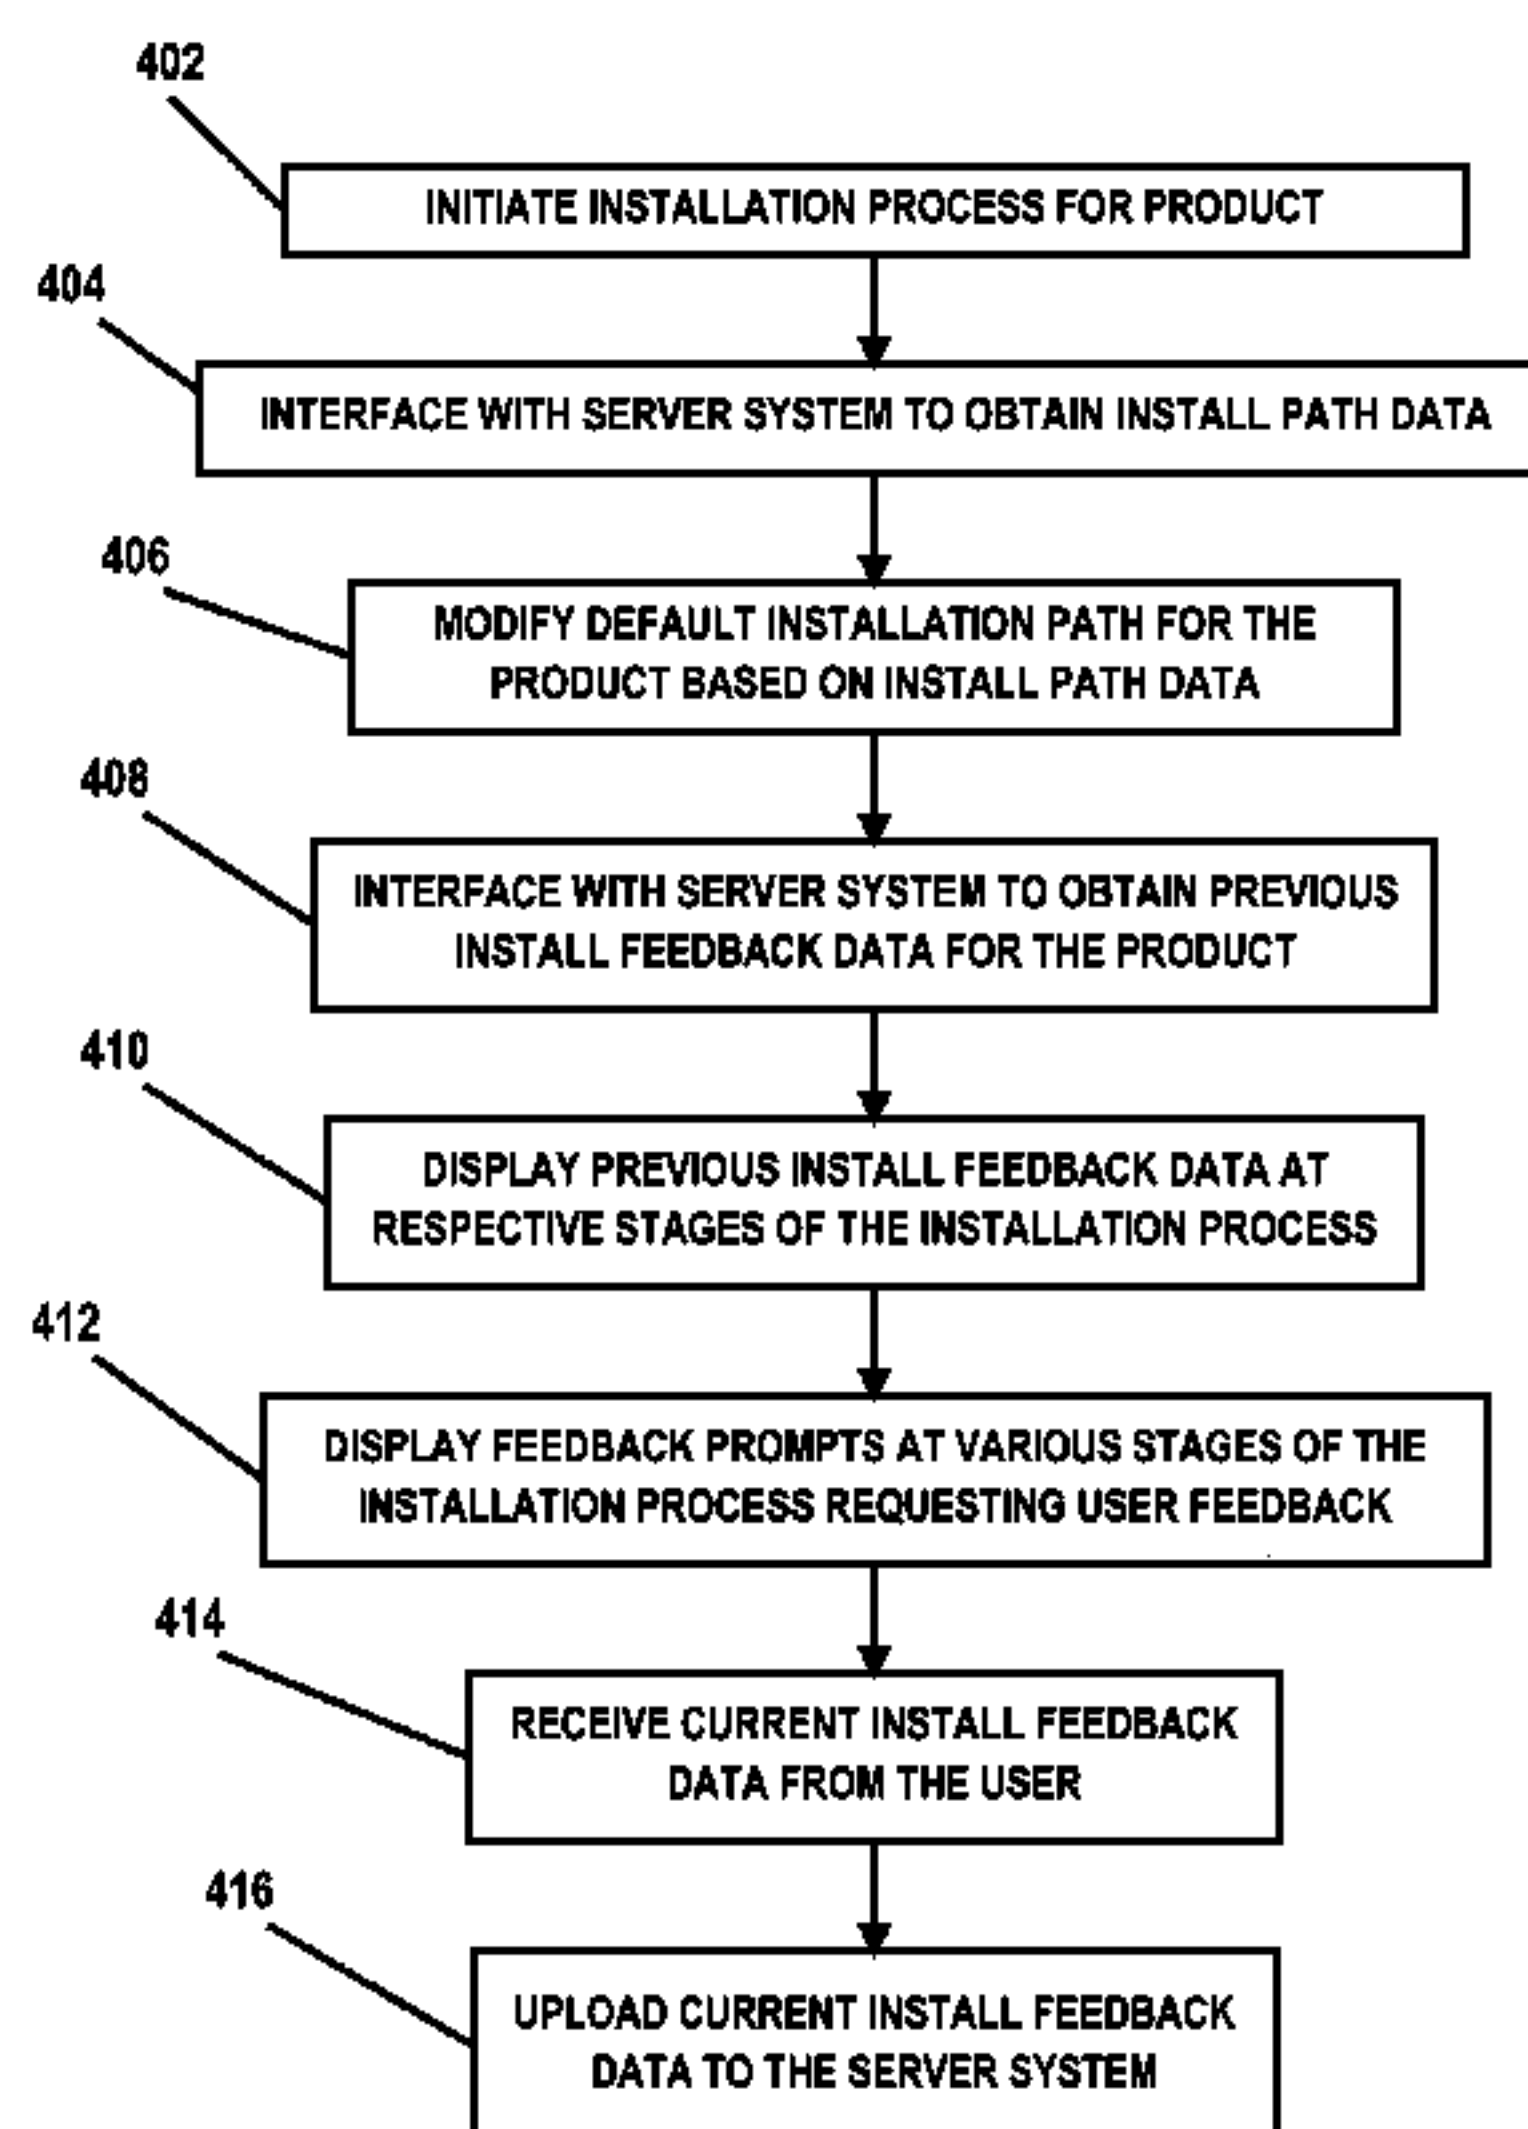 402
INITIATE INSTALLATION PROCESS FOR PRODUCT
404
INTERFACE WITH SERVER SYSTEM TO OBTAIN INSTALL PATH DATA
406
MODIFY DEFAULT INSTALLATION PATH FOR THE
PRODUCT BASED ON INSTALL PATH DATA
408
INTERFACE WITH SERVER SYSTEM TO OBTAIN PREVIOUS
INSTALL FEEDBACK DATA FOR THE PRODUCT
410
DISPLAY PREVIOUS INSTALL FEEDBACK DATA AT
RESPECTIVE STAGES OF THE INSTALLATION PROCESS
412
DISPLAY FEEDBACK PROMPTS AT VARIOUS STAGES OF THE
INSTALLATION PROCESS REQUESTING USER FEEDBACK
414
RECEIVE CURRENT INSTALL FEEDBACK
DATA FROM THE USER
416
UPLOAD CURRENT INSTALL FEEDBACK
DATA TO THE SERVER SYSTEM